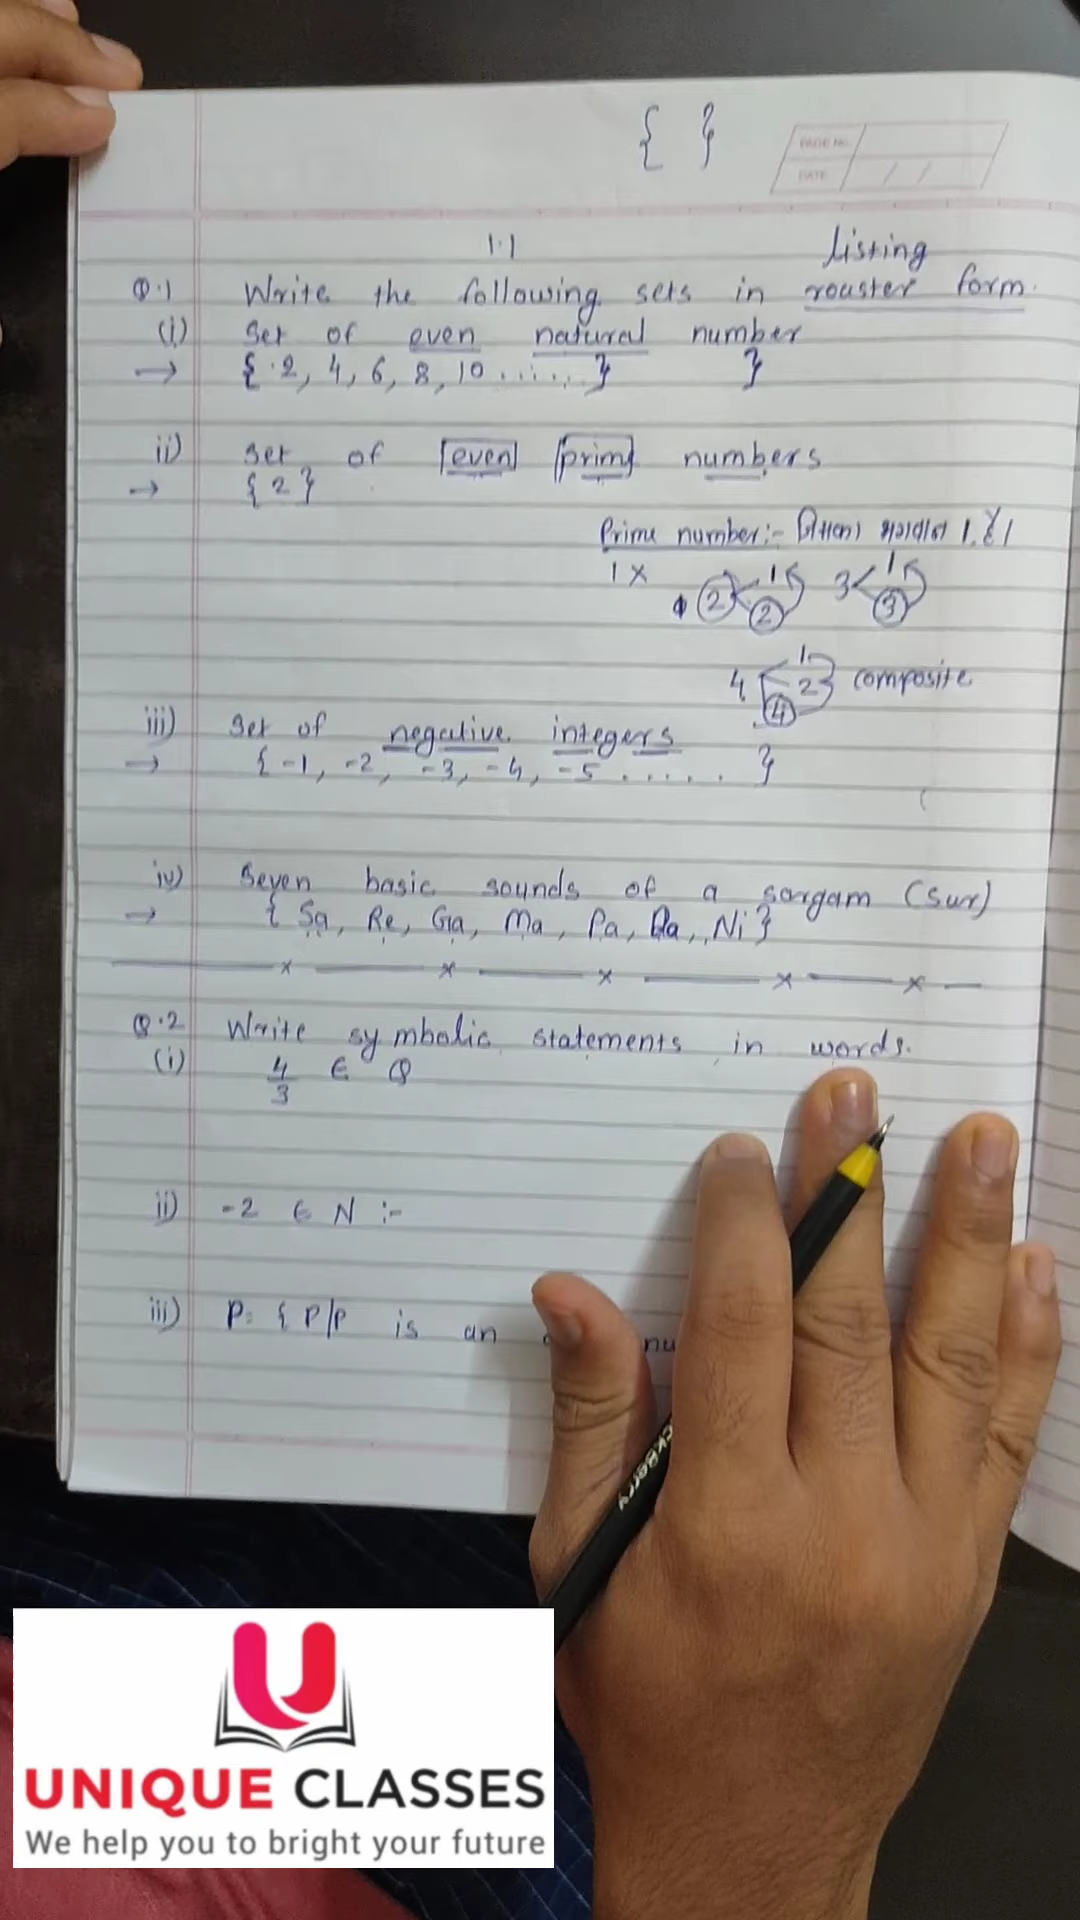 { }
PAGE No.
DATE / /
1.1
listing
Q.1 Write the following sets in rouster form.
(i) Set of even natural number
→ { 2, 4, 6, 8, 10 ...... } }
ii) Set of even prime numbers
→ { 2 }
Prime number:-
1 × 2 1 2 3 1 3
4 1 2 4 composite
iii) Set of negative integers
→ { -1, -2, -3, -4, -5 ...... }
iv) Seven basic sounds of a sargam (sur)
→ { Sa, Re, Ga, Ma, Pa, Da, Ni }
Q.2 Write symbolic statements in words.
(i) 4/3 ∈ Q
ii) -2 ∈ N :-
iii) P= { P/P is an
ckBerry
U
UNIQUE CLASSES
We help you to bright your future